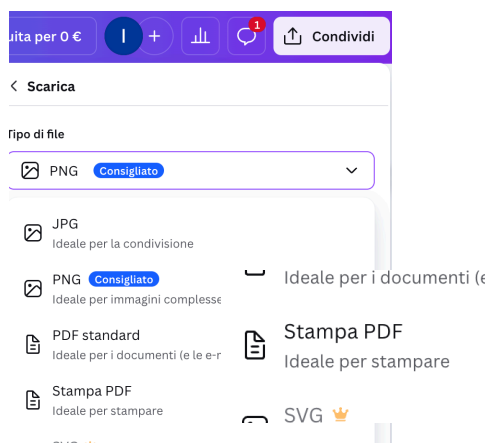 uita per 0 €
I
+
1
Condividi
Scarica
Tipo di file
PNG Consigliato
JPG
Ideale per la condivisione
PNG Consigliato
Ideale per immagini complesse
PDF standard
Ideale per i documenti (e le e-r
Stampa PDF
Ideale per stampare
Ideale per i documenti (e
Stampa PDF
Ideale per stampare
SVG